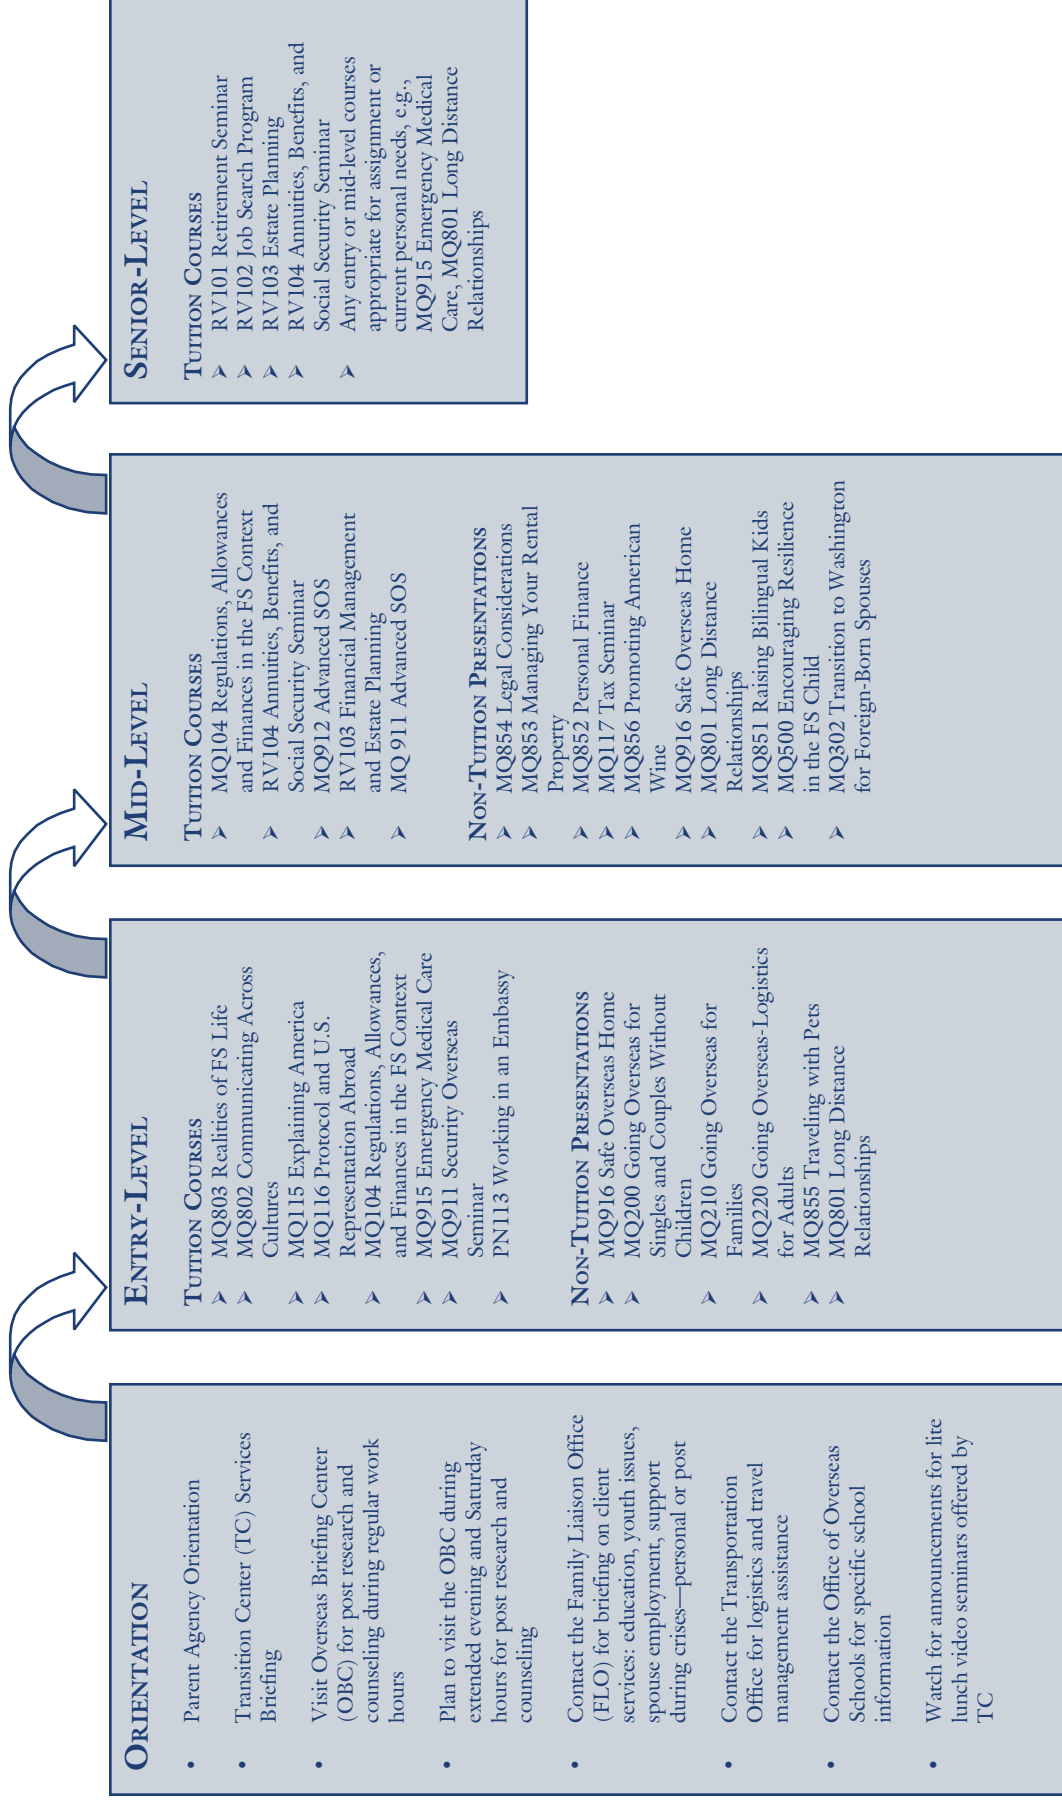 ORIENTATION
• Parent Agency Orientation
• Transition Center (TC) Services
Briefing
• Visit Overseas Briefing Center
(OBC) for post research and
counseling during regular work
hours
• Plan to visit the OBC during
extended evening and Saturday
hours for post research and
counseling
• Contact the Family Liaison Office
(FLO) for briefing on client
services: education, youth issues,
spouse employment, support
during crises—personal or post
• Contact the Transportation
Office for logistics and travel
management assistance
• Contact the Office of Overseas
Schools for specific school
information
• Watch for announcements for lite
lunch video seminars offered by
TC
ENTRY-LEVEL
TUITION COURSES
➢ MQ803 Realities of FS Life
➢ MQ802 Communicating Across
Cultures
➢ MQ115 Explaining America
➢ MQ116 Protocol and U.S.
Representation Abroad
➢ MQ104 Regulations, Allowances,
and Finances in the FS Context
➢ MQ915 Emergency Medical Care
➢ MQ911 Security Overseas
Seminar
➢ PN113 Working in an Embassy
NON-TUITION PRESENTATIONS
➢ MQ916 Safe Overseas Home
➢ MQ200 Going Overseas for
Singles and Couples Without
Children
➢ MQ210 Going Overseas for
Families
➢ MQ220 Going Overseas-Logistics
for Adults
➢ MQ855 Traveling with Pets
➢ MQ801 Long Distance
Relationships
MID-LEVEL
TUITION COURSES
➢ MQ104 Regulations, Allowances
and Finances in the FS Context
➢ RV104 Annuities, Benefits, and
Social Security Seminar
➢ MQ912 Advanced SOS
➢ RV103 Financial Management
and Estate Planning
➢ MQ 911 Advanced SOS
NON-TUITION PRESENTATIONS
➢ MQ854 Legal Considerations
➢ MQ853 Managing Your Rental
Property
➢ MQ852 Personal Finance
➢ MQ117 Tax Seminar
➢ MQ856 Promoting American
Wine
➢ MQ916 Safe Overseas Home
➢ MQ801 Long Distance
Relationships
➢ MQ851 Raising Bilingual Kids
➢ MQ500 Encouraging Resilience
in the FS Child
➢ MQ302 Transition to Washington
for Foreign-Born Spouses
SENIOR-LEVEL
TUITION COURSES
➢ RV101 Retirement Seminar
➢ RV102 Job Search Program
➢ RV103 Estate Planning
➢ RV104 Annuities, Benefits, and
Social Security Seminar
➢ Any entry or mid-level courses
appropriate for assignment or
current personal needs, e.g.,
MQ915 Emergency Medical
Care, MQ801 Long Distance
Relationships